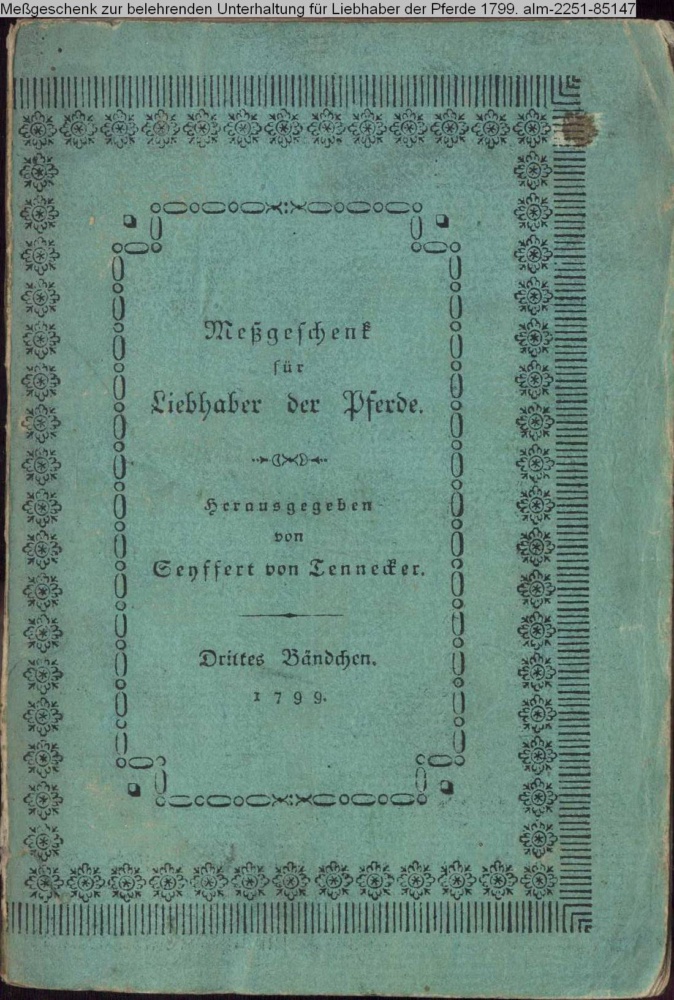 Meßgeschenk zur belehrenden Unterhaltung für Liebhaber der Pferde 1799. alm-2251-85147
Meßgeschenk
für
Liebhaber der Pferde.
Herausgegeben
von
Seyffert von Tennecker.
Drittes Bändchen.
1799.